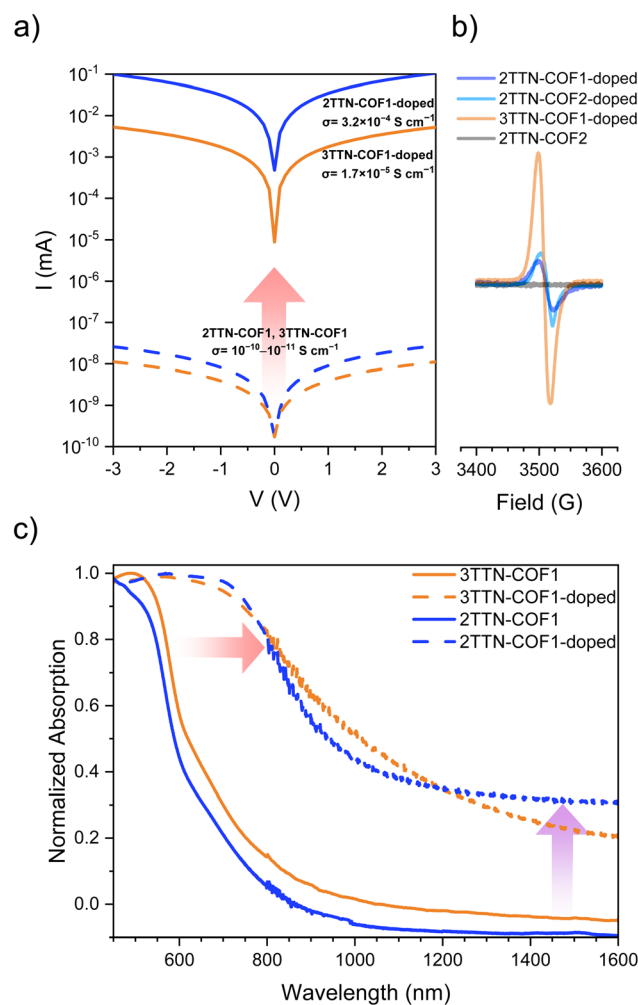 a)
b)
10⁻¹
10⁻²
10⁻³
10⁻⁴
10⁻⁵
10⁻⁶
10⁻⁷
10⁻⁸
10⁻⁹
10⁻¹⁰
I (mA)
2TTN-COF1-doped
σ= 3.2×10⁻⁴ S cm⁻¹
3TTN-COF1-doped
σ= 1.7×10⁻⁵ S cm⁻¹
2TTN-COF1, 3TTN-COF1
σ= 10⁻¹⁰–10⁻¹¹ S cm⁻¹
-3 -2 -1 0 1 2 3
V (V)
2TTN-COF1-doped
2TTN-COF2-doped
3TTN-COF1-doped
2TTN-COF2
3400 3500 3600
Field (G)
c)
1.0
0.8
0.6
0.4
0.2
0.0
Normalized Absorption
3TTN-COF1
3TTN-COF1-doped
2TTN-COF1
2TTN-COF1-doped
600 800 1000 1200 1400 1600
Wavelength (nm)